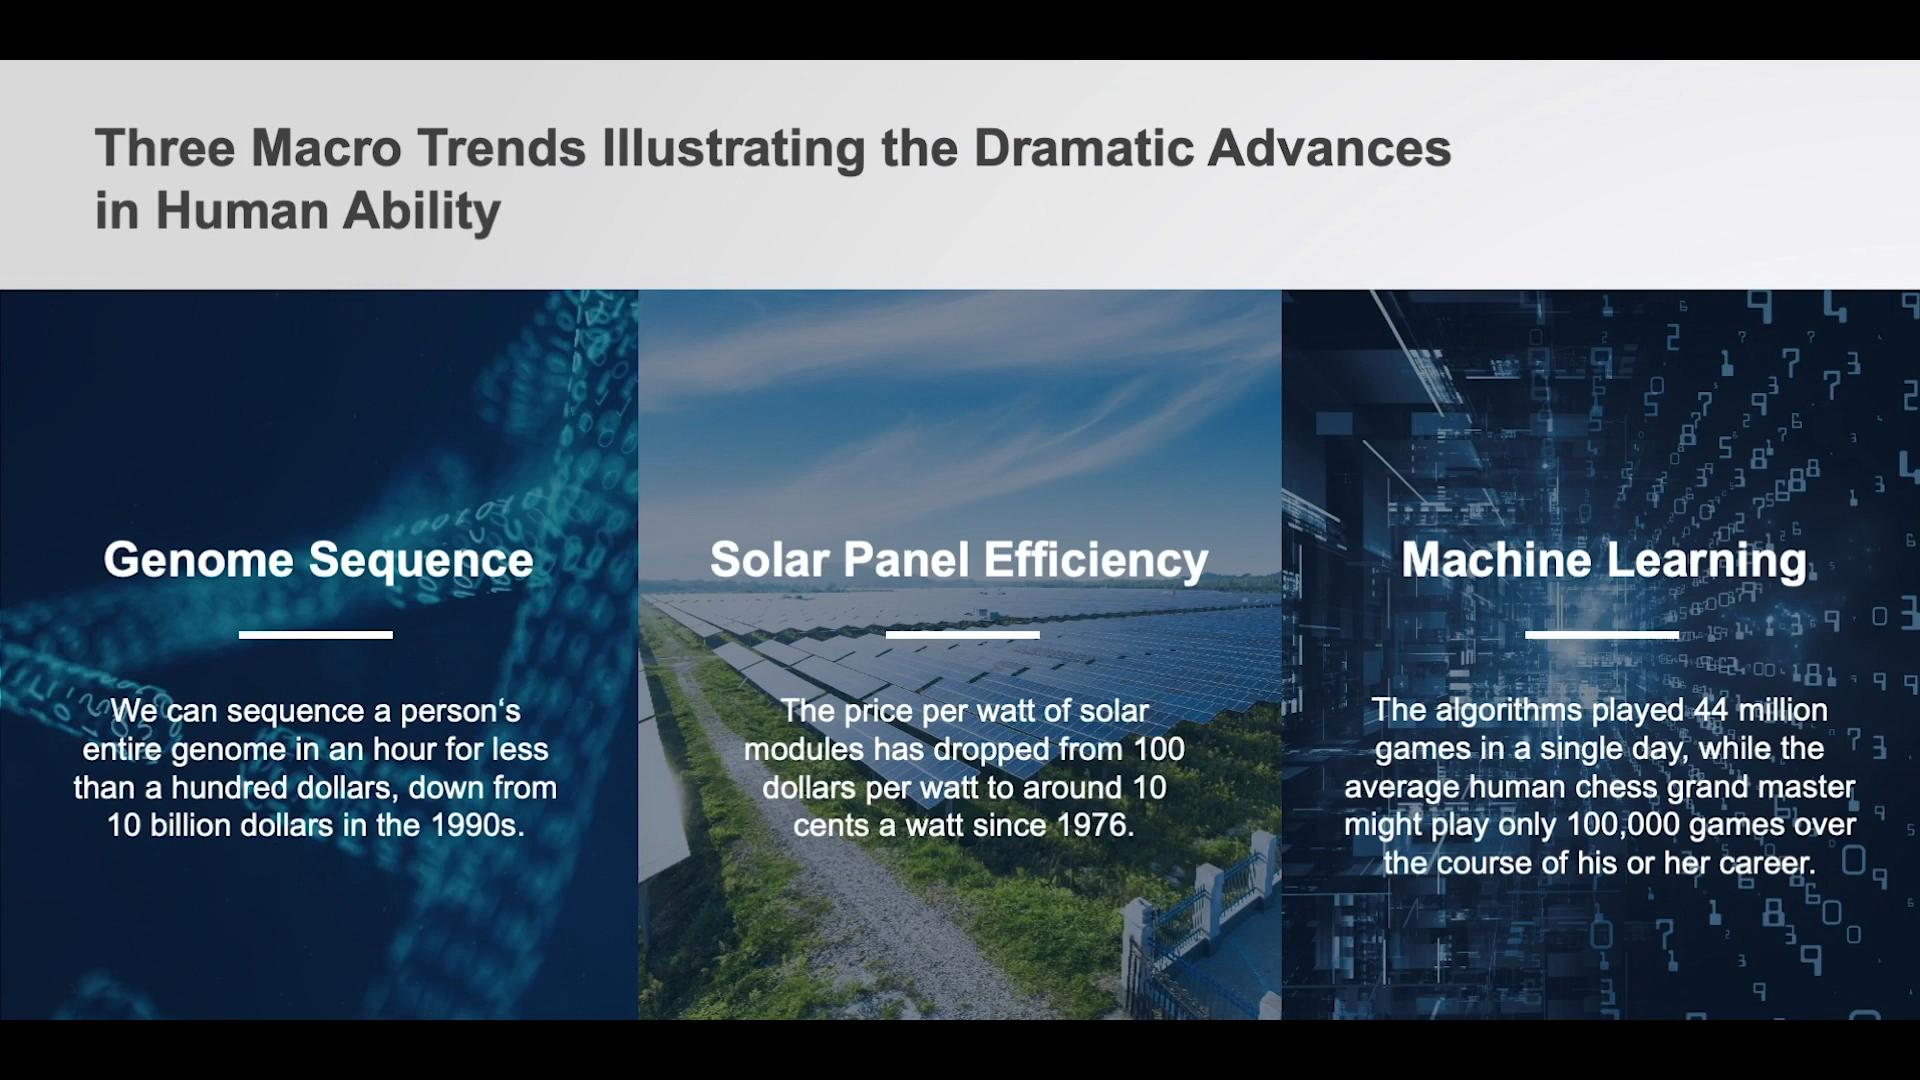 Three Macro Trends Illustrating the Dramatic Advances
in Human Ability
Genome Sequence
We can sequence a person‘s
entire genome in an hour for less
than a hundred dollars, down from
10 billion dollars in the 1990s.
Solar Panel Efficiency
The price per watt of solar
modules has dropped from 100
dollars per watt to around 10
cents a watt since 1976.
Machine Learning
The algorithms played 44 million
games in a single day, while the
average human chess grand master
might play only 100,000 games over
the course of his or her career.